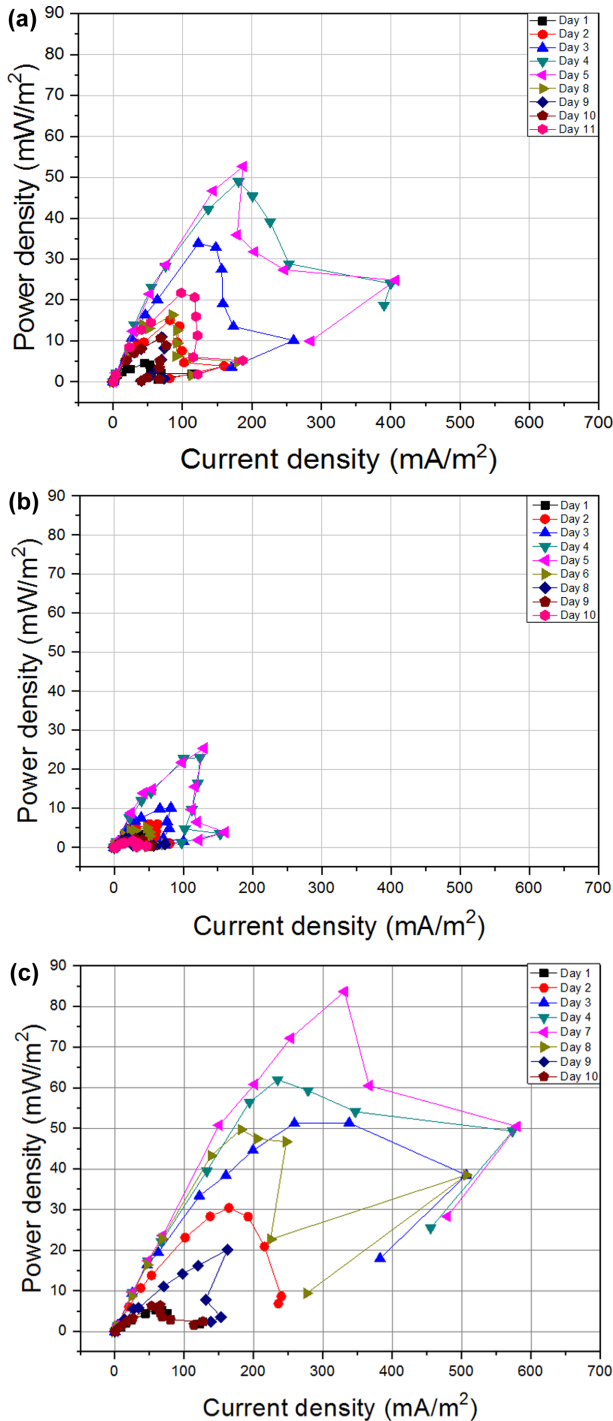 (a)
90
80
70
60
50
40
30
20
10
0
Power density (mW/m²)
Day 1
Day 2
Day 3
Day 4
Day 5
Day 8
Day 9
Day 10
Day 11
0 100 200 300 400 500 600 700
Current density (mA/m²)
(b)
90
80
70
60
50
40
30
20
10
0
Power density (mW/m²)
Day 1
Day 2
Day 3
Day 4
Day 5
Day 6
Day 8
Day 9
Day 10
0 100 200 300 400 500 600 700
Current density (mA/m²)
(c)
90
80
70
60
50
40
30
20
10
0
Power density (mW/m²)
Day 1
Day 2
Day 3
Day 4
Day 7
Day 8
Day 9
Day 10
0 100 200 300 400 500 600 700
Current density (mA/m²)